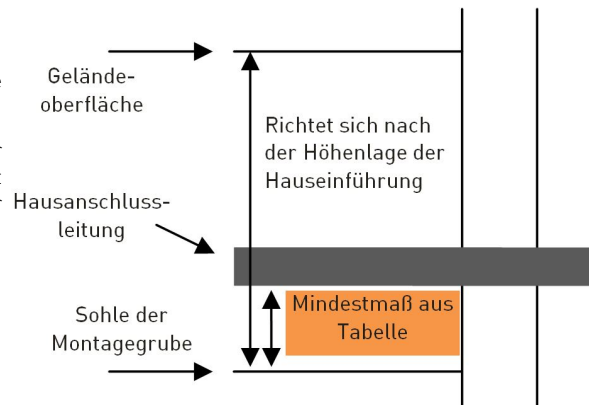 Gelände-
oberfläche
Richtet sich nach
der Höhenlage der
Hauseinführung
Hausanschluss-
leitung
Mindestmaß aus
Tabelle
Sohle der
Montagegrube